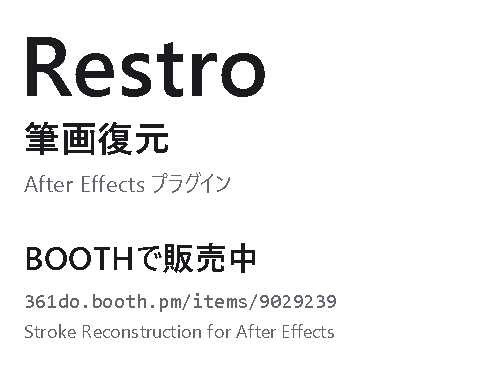 Restro
筆画復元
After Effects プラグイン
BOOTHで販売中
361do.booth.pm/items/9029239
Stroke Reconstruction for After Effects